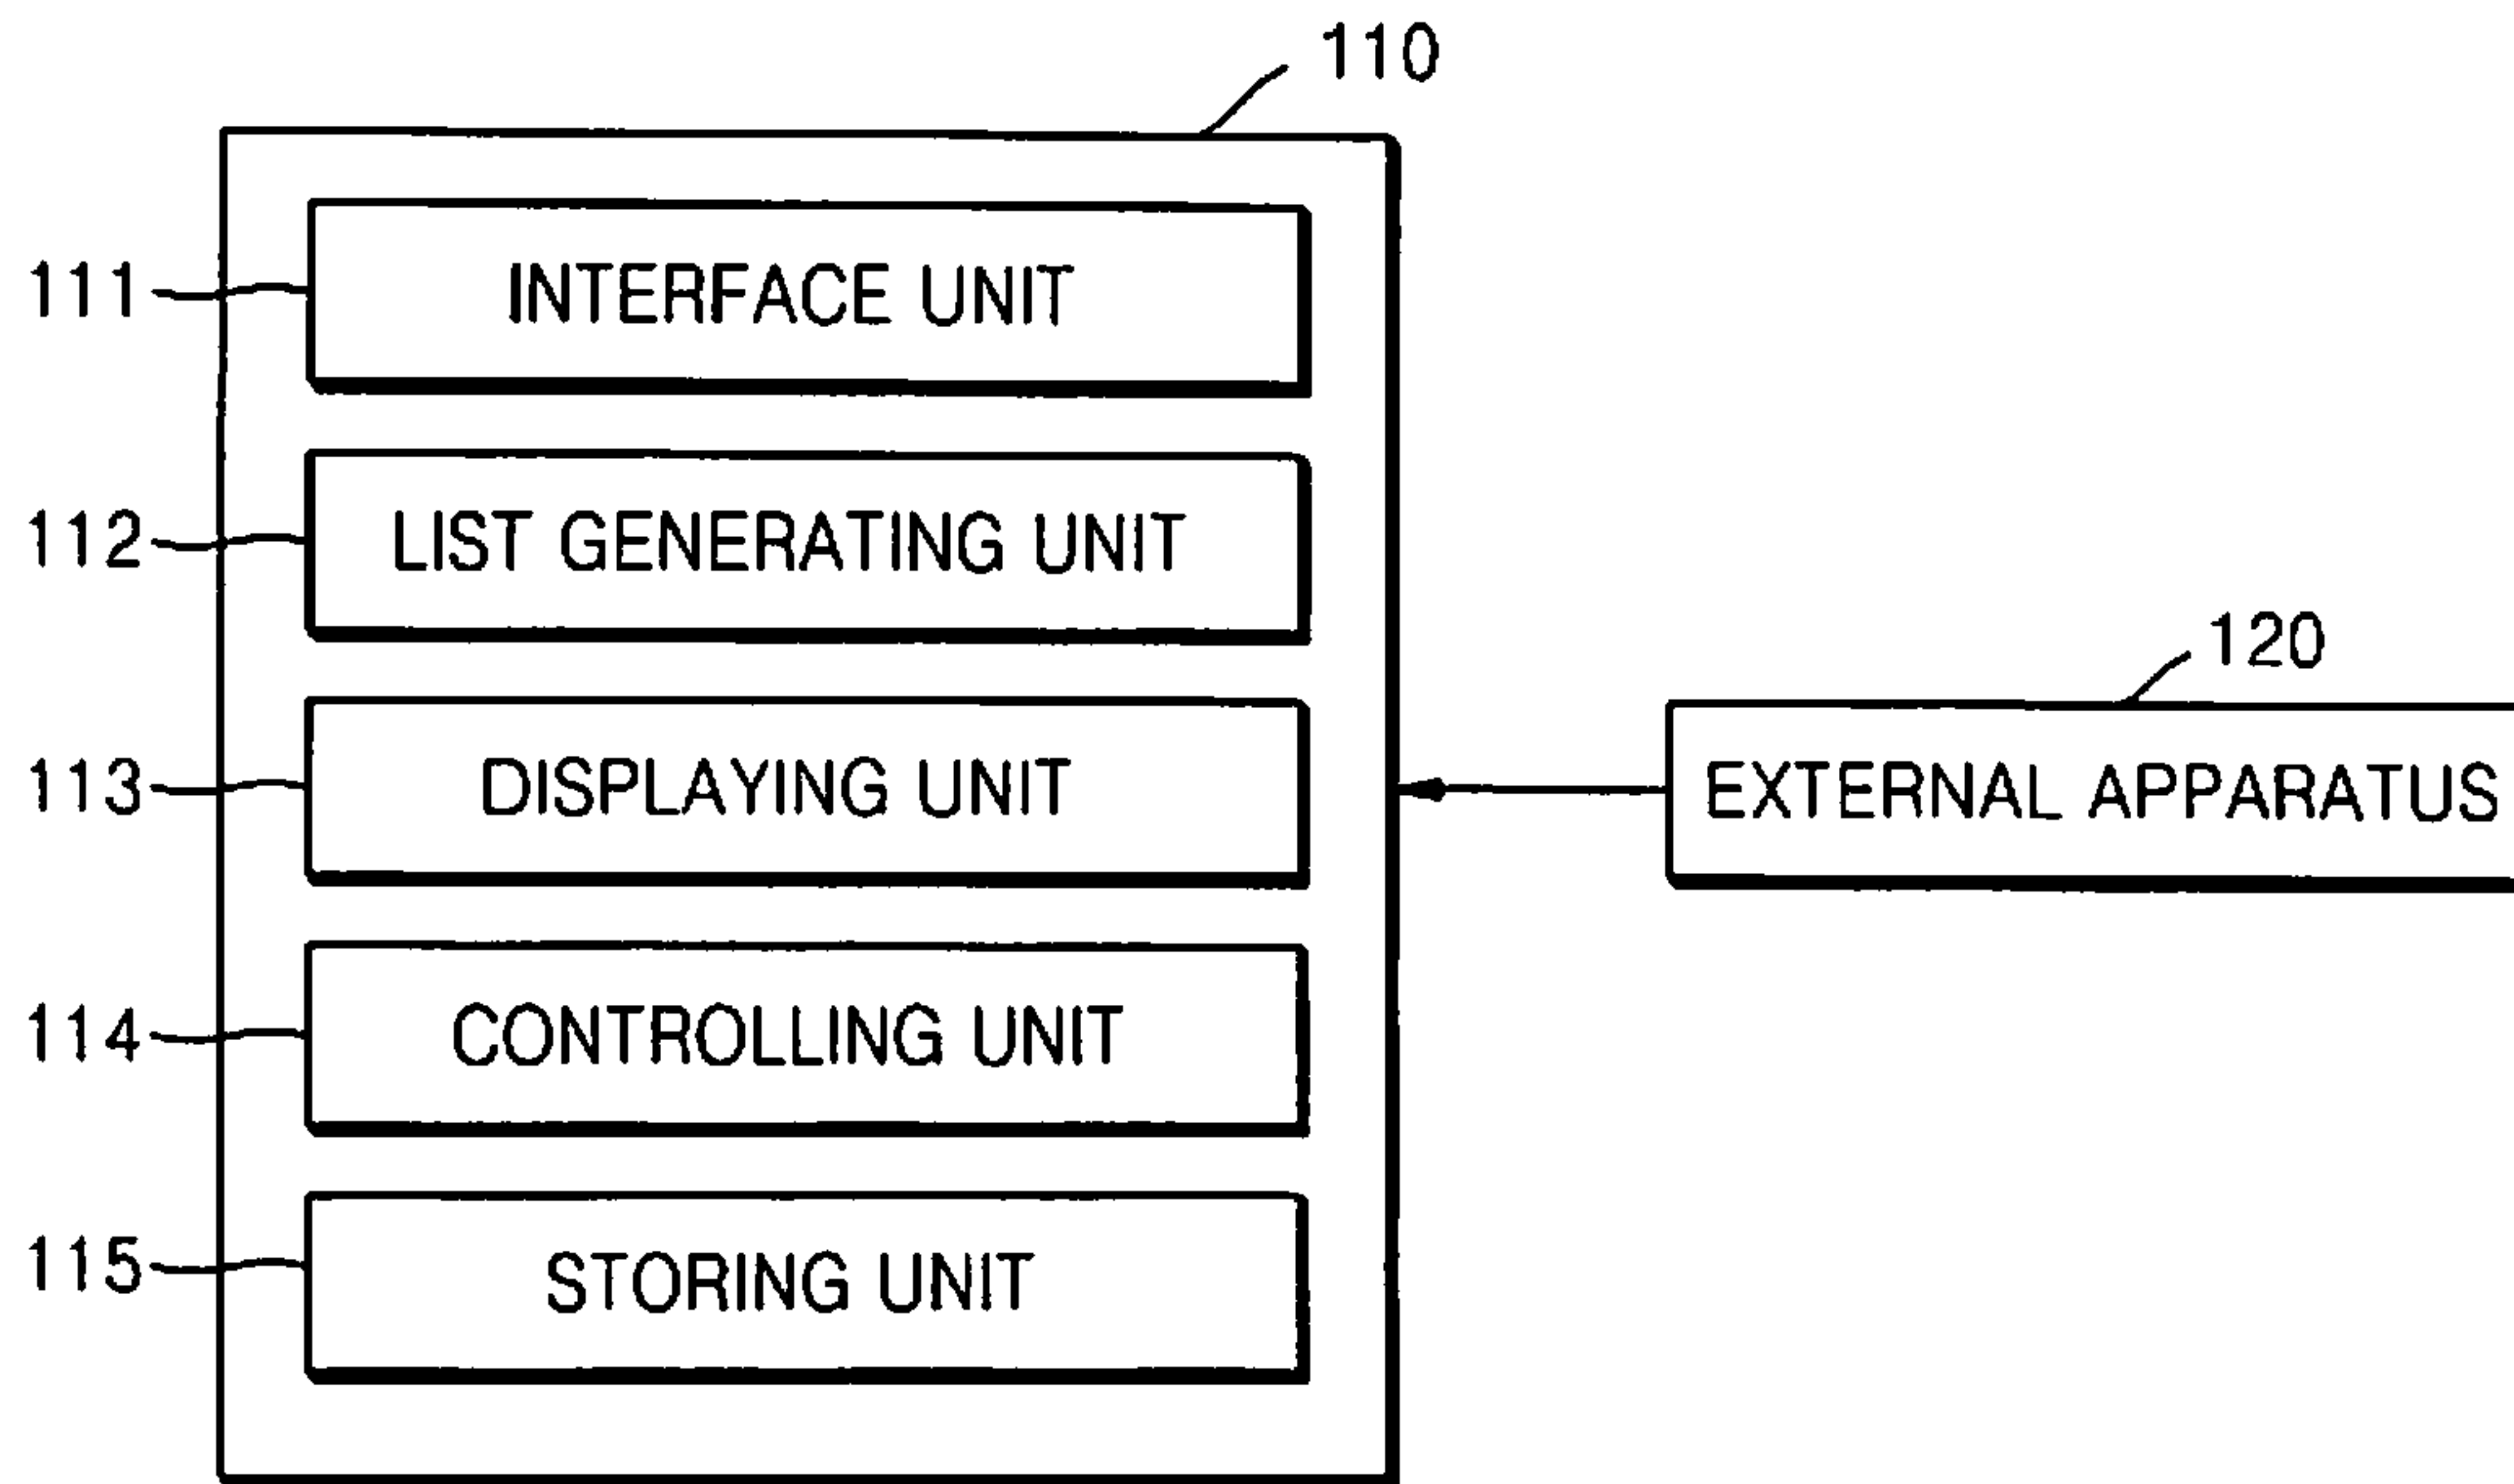 110
111
INTERFACE UNIT
112
LIST GENERATING UNIT
120
113
DISPLAYING UNIT
EXTERNAL APPARATUS
114
CONTROLLING UNIT
115
STORING UNIT